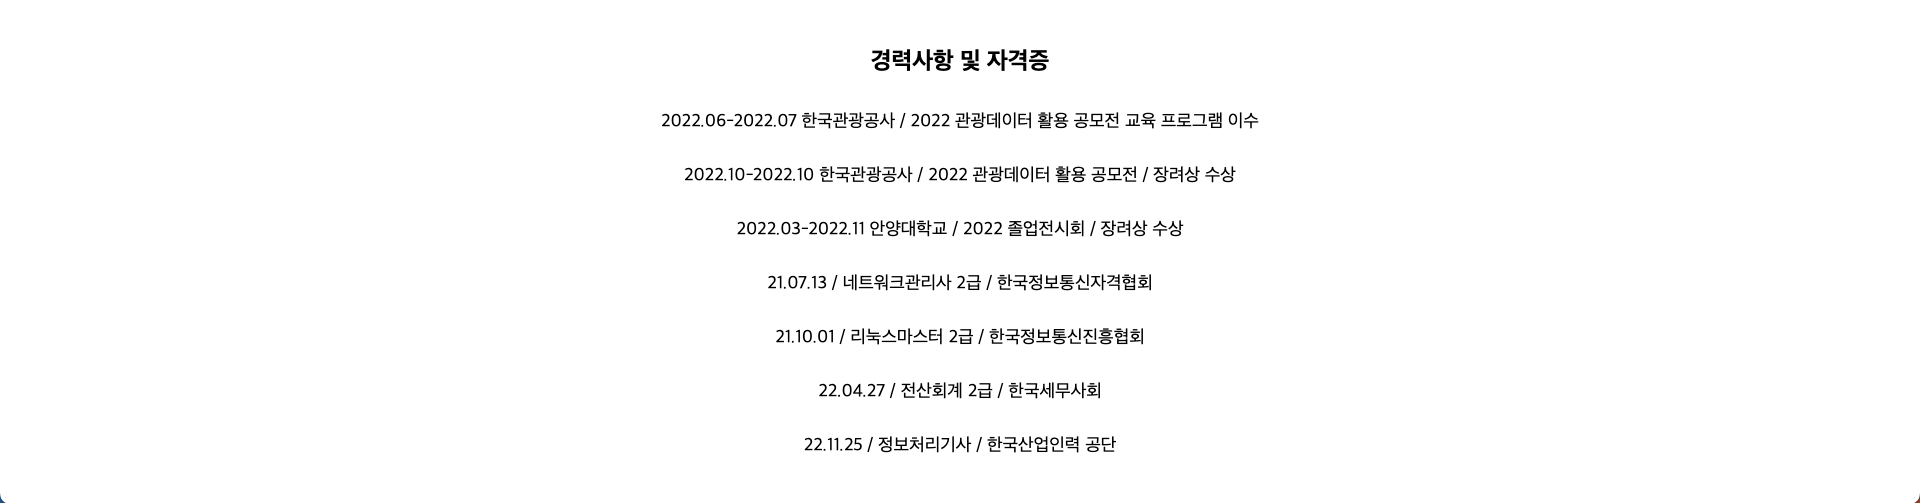 경력사항 및 자격증
2022.06-2022.07 한국관광공사 / 2022 관광데이터 활용 공모전 교육 프로그램 이수
2022.10-2022.10 한국관광공사 / 2022 관광데이터 활용 공모전 / 장려상 수상
2022.03-2022.11 안양대학교 / 2022 졸업전시회 / 장려상 수상
21.07.13 / 네트워크관리사 2급 / 한국정보통신자격협회
21.10.01 / 리눅스마스터 2급 / 한국정보통신진흥협회
22.04.27 / 전산회계 2급 / 한국세무사회
22.11.25 / 정보처리기사 / 한국산업인력 공단